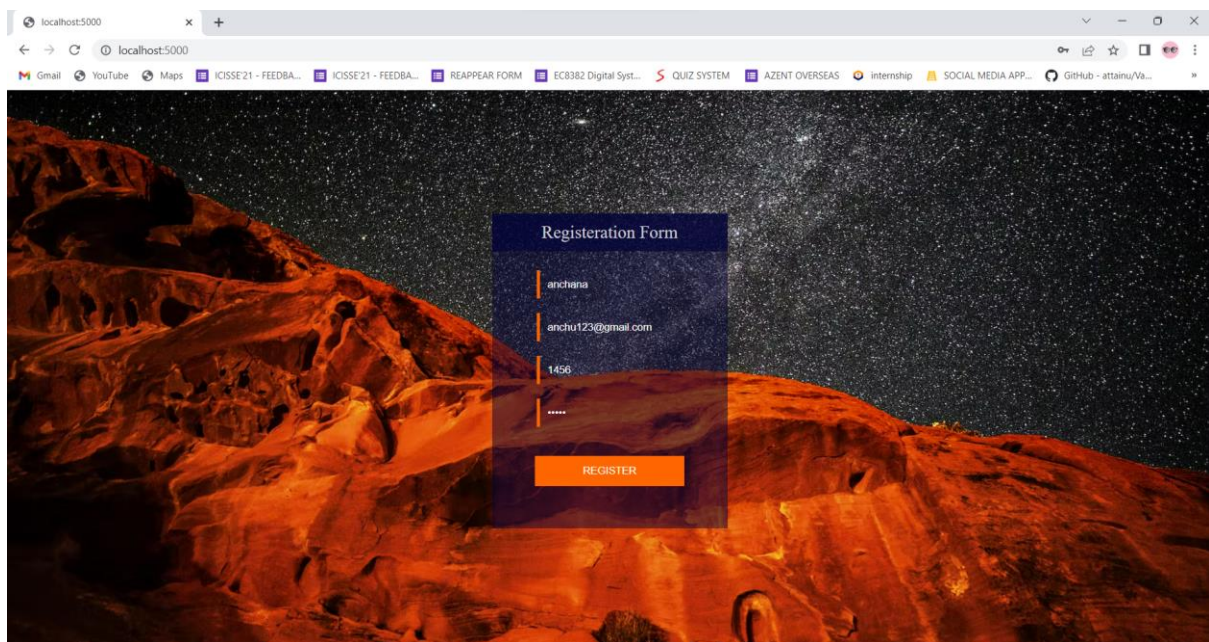 localhost:5000
localhost:5000
Gmail YouTube Maps ICISSE'21 - FEEDBA... ICISSE'21 - FEEDBA... REAPPEAR FORM EC8382 Digital Syst... QUIZ SYSTEM AZENT OVERSEAS internship SOCIAL MEDIA APP... GitHub - attainu/Va... »
Registeration Form
anchana
anchu123@gmail.com
1456
•••••
REGISTER